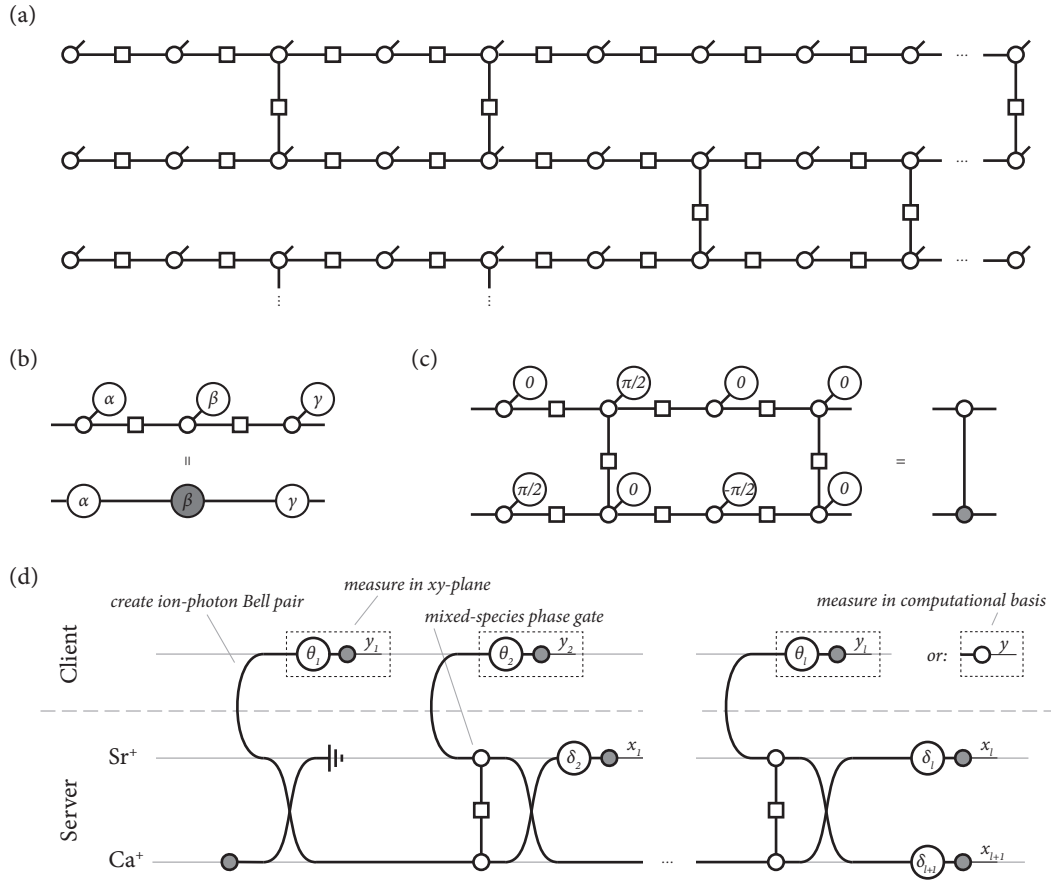 (a)
...
...
...
... ...
(b) (c)
α β γ
0 π/2 0 0
=
=
α β γ
π/2 0 -π/2 0
(d)
create ion-photon Bell pair
measure in xy-plane
mixed-species phase gate
measure in computational basis
Client
θ1 y1 θ2 y2 θl yl or: y
Server
Sr+ δ2 x1 δl xl
Ca+ ... δl+1 xl+1